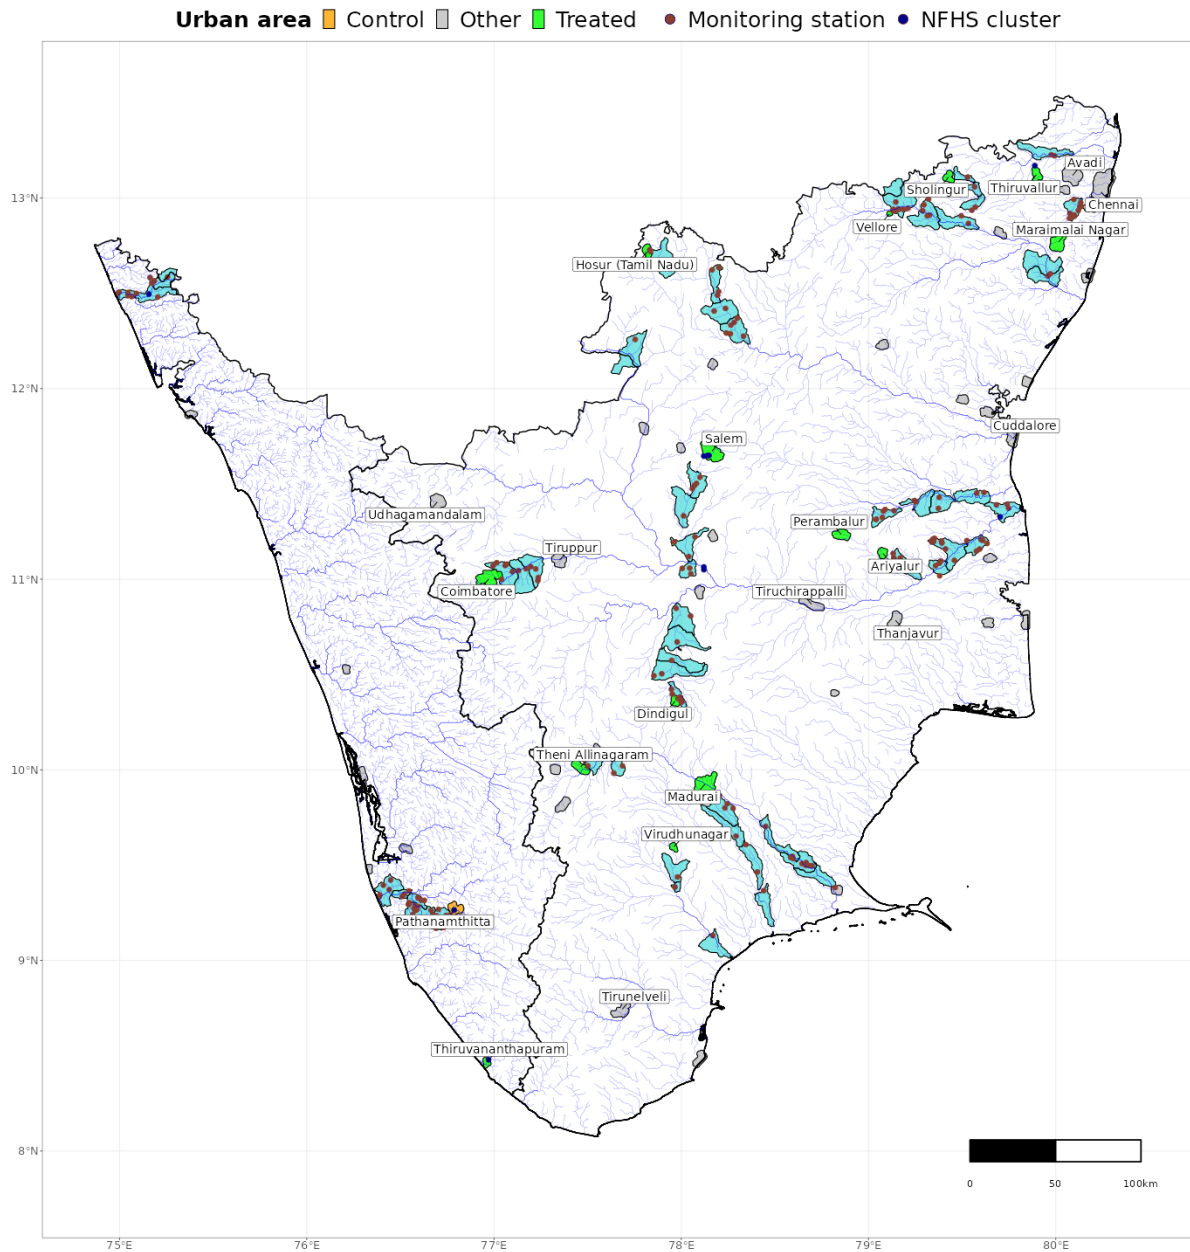 Urban area Control Other Treated Monitoring station NFHS cluster
13°N
12°N
11°N
10°N
9°N
8°N
Avadi
Sholingur
Thiruvallur
Chennai
Vellore
Maraimalai Nagar
Hosur (Tamil Nadu)
Cuddalore
Salem
Udhagamandalam
Perambalur
Tiruppur
Ariyalur
Coimbatore
Tiruchirappalli
Thanjavur
Dindigul
Theni Allinagaram
Madurai
Virudhunagar
Pathanamthitta
Tirunelveli
Thiruvananthapuram
0 50 100km
75°E 76°E 77°E 78°E 79°E 80°E